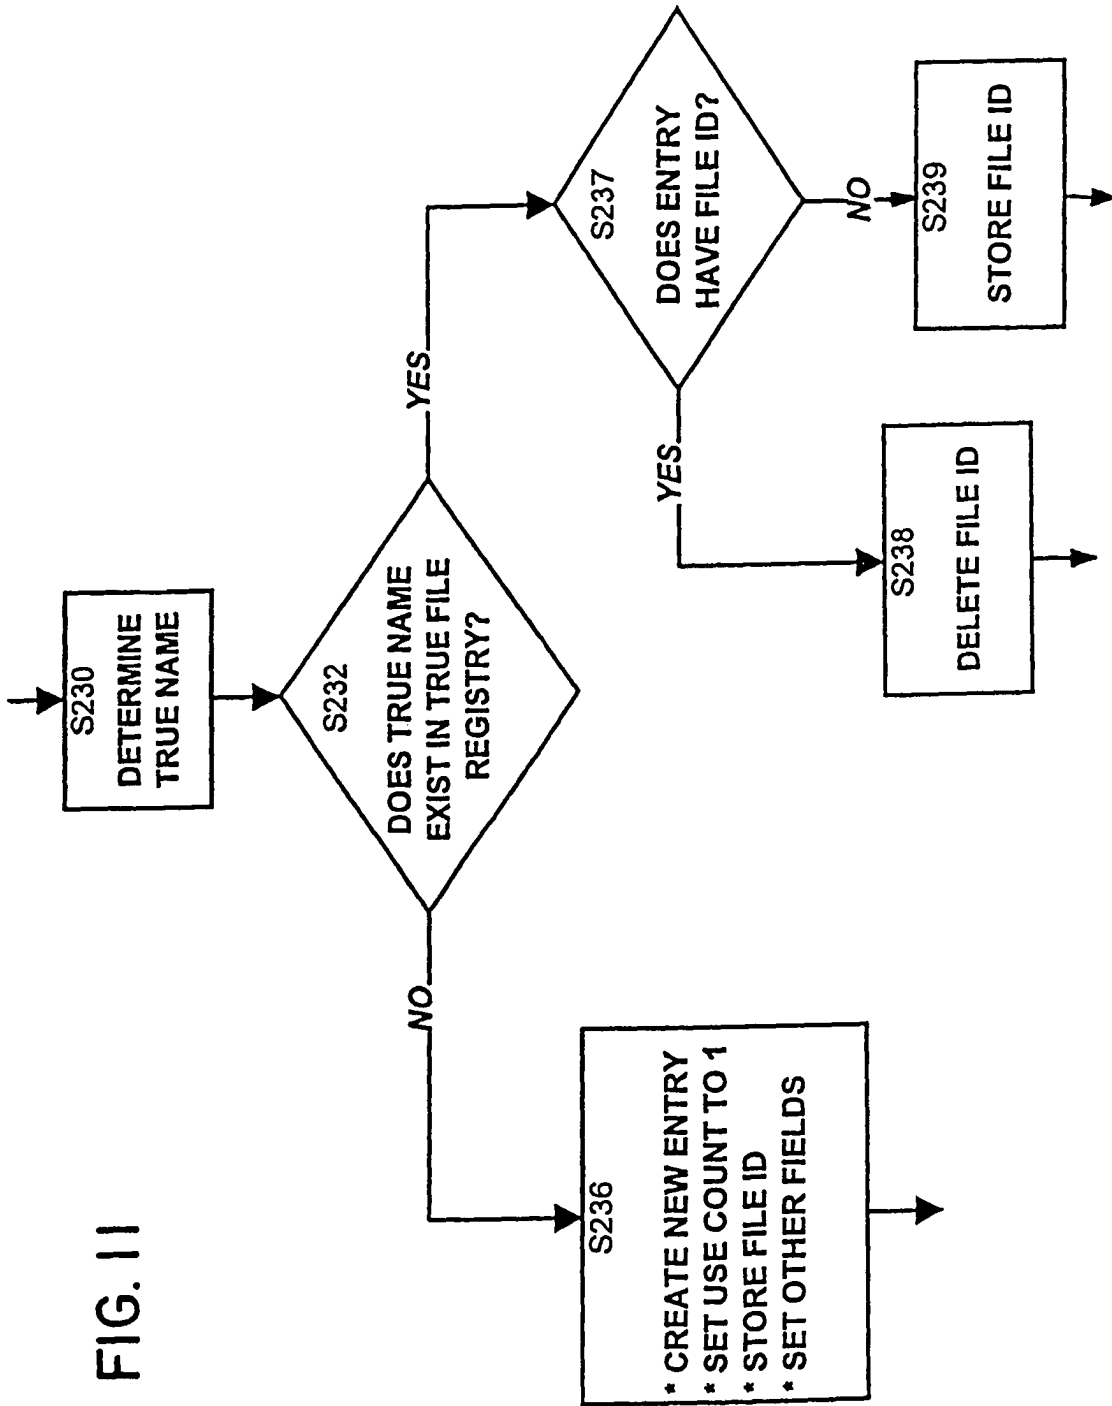 FIG. 11
S230
DETERMINE
TRUE NAME
S232
DOES TRUE NAME
EXIST IN TRUE FILE
REGISTRY?
NO
YES
S236
* CREATE NEW ENTRY
* SET USE COUNT TO 1
* STORE FILE ID
* SET OTHER FIELDS
S237
DOES ENTRY
HAVE FILE ID?
YES
NO
S238
DELETE FILE ID
S239
STORE FILE ID